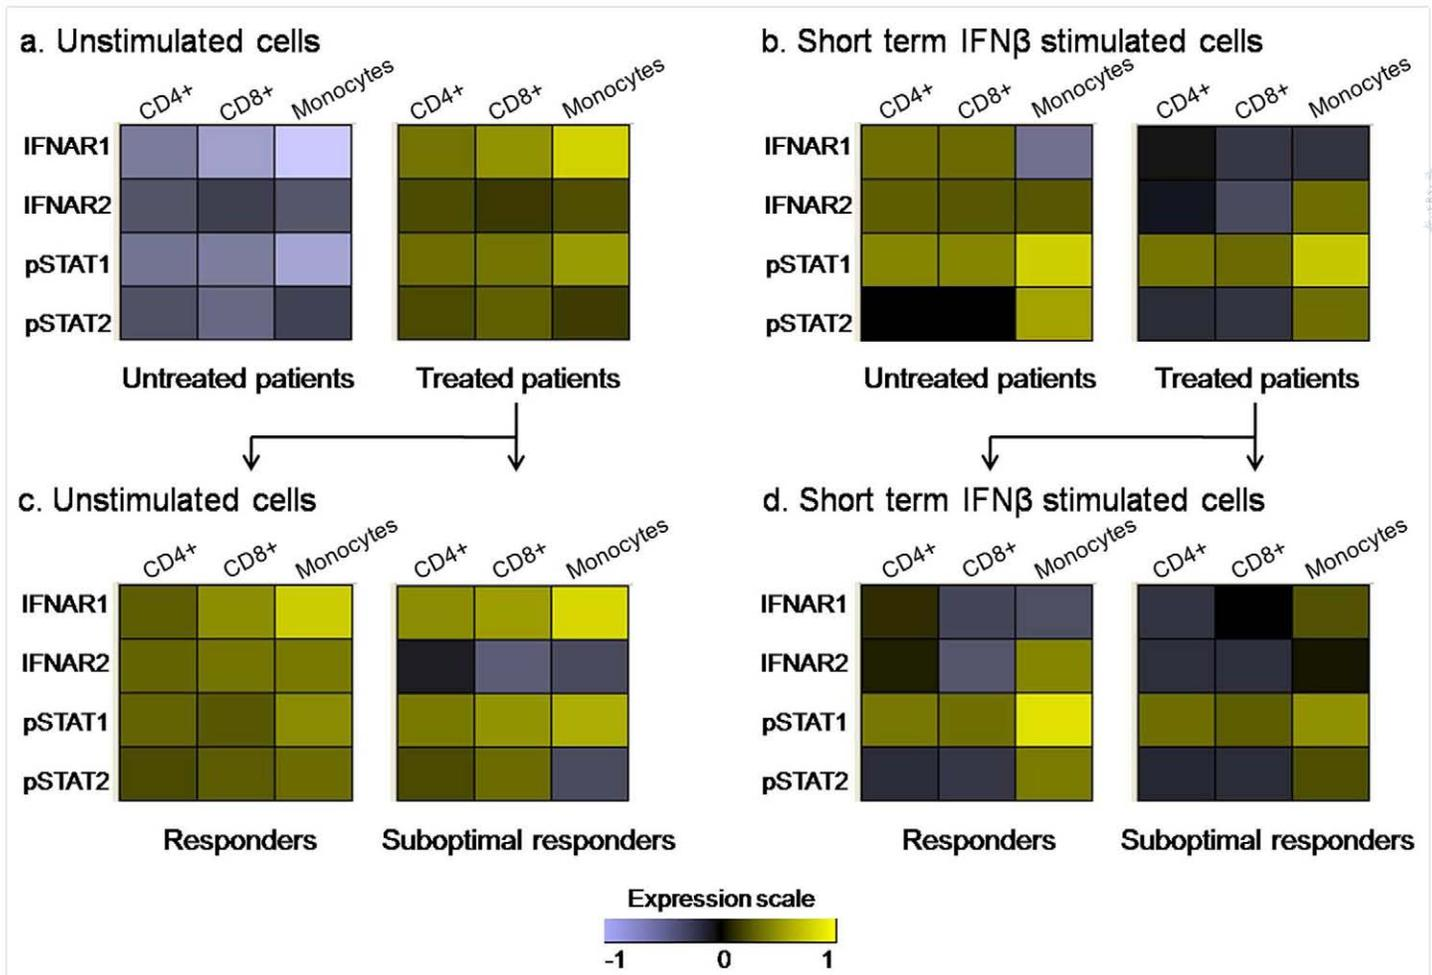 a. Unstimulated cells
CD4+ CD8+ Monocytes CD4+ CD8+ Monocytes
IFNAR1
IFNAR2
pSTAT1
pSTAT2
Untreated patients Treated patients
b. Short term IFNβ stimulated cells
CD4+ CD8+ Monocytes CD4+ CD8+ Monocytes
IFNAR1
IFNAR2
pSTAT1
pSTAT2
Untreated patients Treated patients
c. Unstimulated cells
CD4+ CD8+ Monocytes CD4+ CD8+ Monocytes
IFNAR1
IFNAR2
pSTAT1
pSTAT2
Responders Suboptimal responders
d. Short term IFNβ stimulated cells
CD4+ CD8+ Monocytes CD4+ CD8+ Monocytes
IFNAR1
IFNAR2
pSTAT1
pSTAT2
Responders Suboptimal responders
Expression scale
-1 0 1